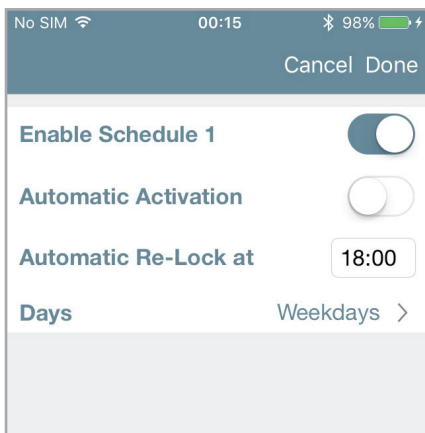 No SIM 00:15 98%
Cancel Done
Enable Schedule 1
Automatic Activation
Automatic Re-Lock at 18:00
Days Weekdays >